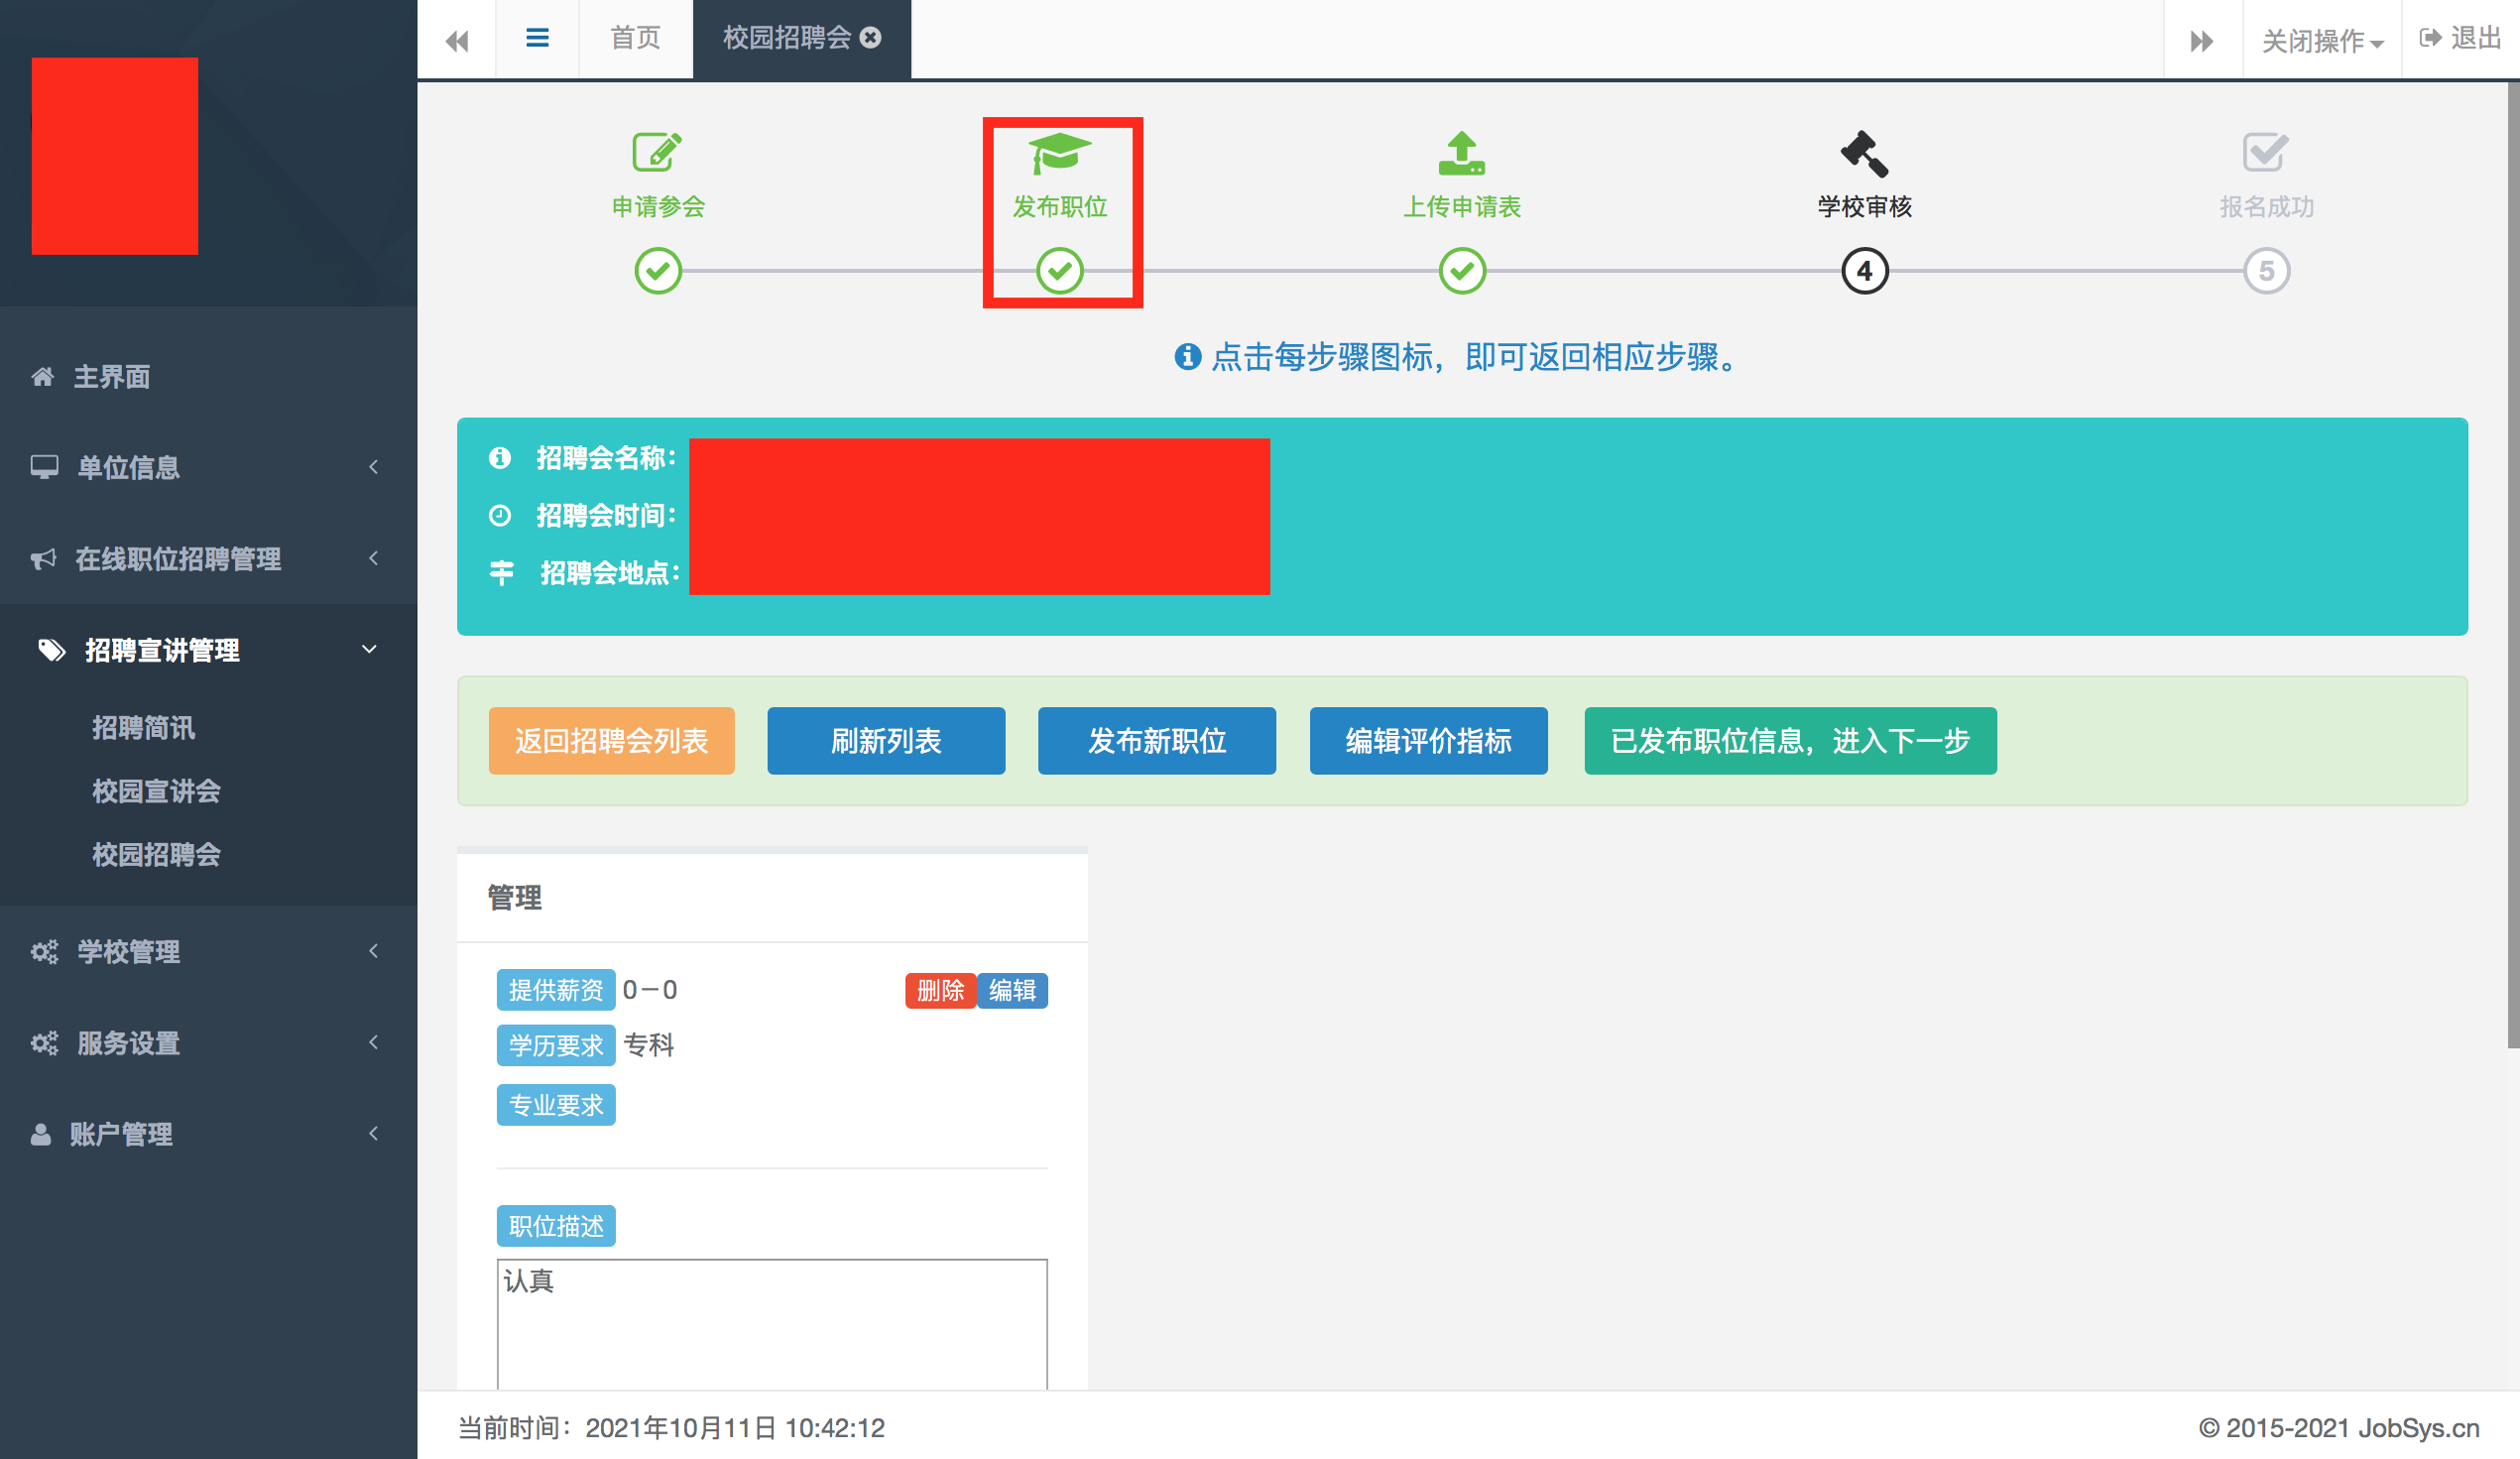 首页
校园招聘会
关闭操作
退出
主界面
单位信息
在线职位招聘管理
招聘宣讲管理
招聘简讯
校园宣讲会
校园招聘会
学校管理
服务设置
账户管理
申请参会
发布职位
上传申请表
学校审核
报名成功
4
5
点击每步骤图标，即可返回相应步骤。
招聘会名称：
招聘会时间：
招聘会地点：
返回招聘会列表
刷新列表
发布新职位
编辑评价指标
已发布职位信息，进入下一步
管理
提供薪资 0－0
删除 编辑
学历要求 专科
专业要求
职位描述
认真
当前时间：2021年10月11日 10:42:12
© 2015-2021 JobSys.cn